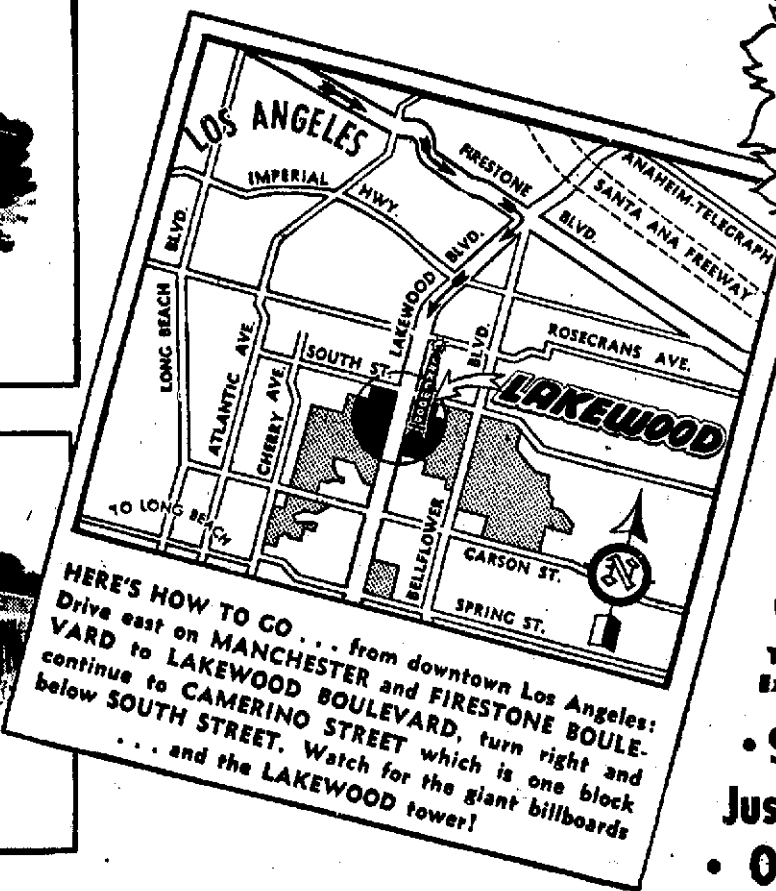 LOS ANGELES
IMPERIAL HWY.
FIRESTONE BLVD.
ANAHEIM-TELEGRAPH
SANTA ANA FREEWAY
LONG BEACH BLVD.
ATLANTIC AVE.
CHERRY AVE.
LAKEWOOD BLVD.
SOUTH ST.
BLVD.
ROSECRANS AVE.
LAKEWOOD
TO LONG BEACH
BELLFLOWER
CARSON ST.
SPRING ST.
N
HERE'S HOW TO GO . . . from downtown Los Angeles:
Drive east on MANCHESTER and FIRESTONE BOULE-
VARD to LAKEWOOD BOULEVARD, turn right and
continue to CAMERINO STREET which is one block
below SOUTH STREET. Watch for the giant billboards
. . . and the LAKEWOOD tower!
Jus